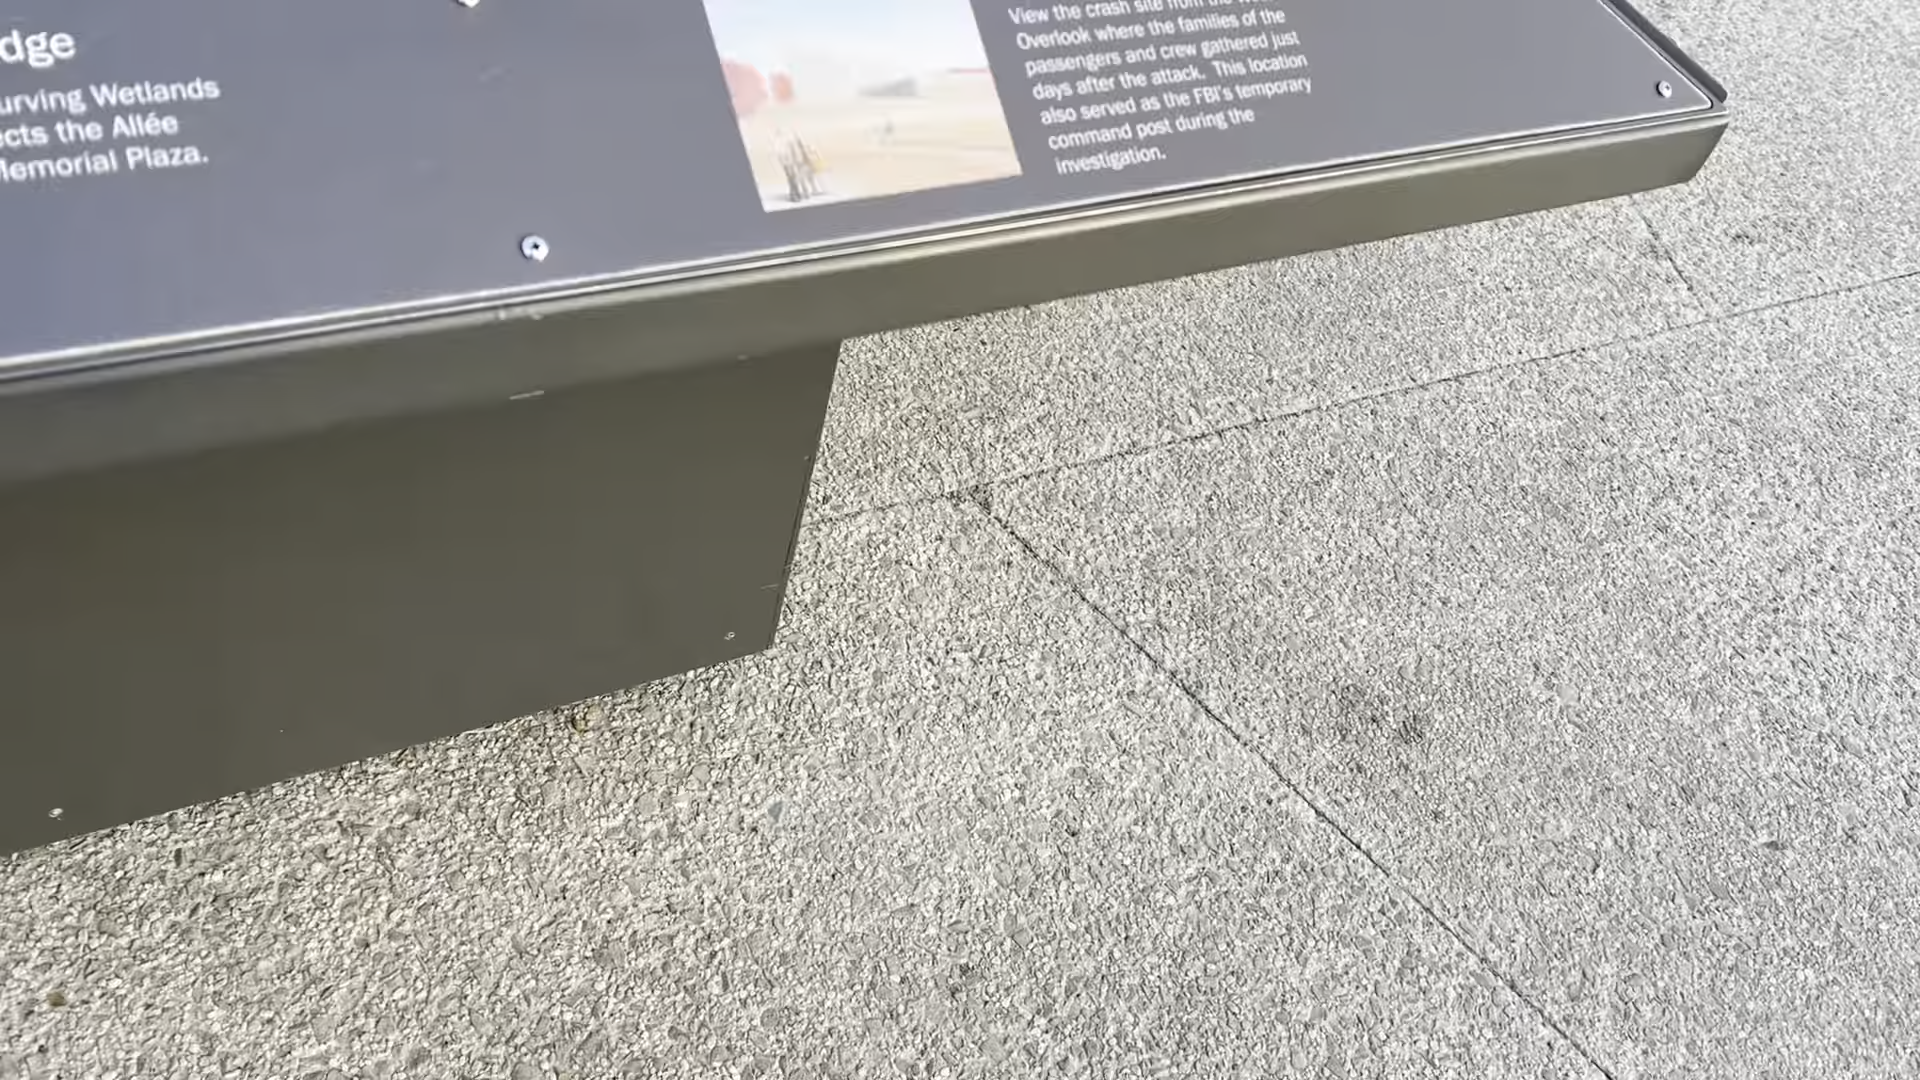 dge
urving Wetlands
ects the Allée
Memorial Plaza.
View the crash site from the
Overlook where the families of the
passengers and crew gathered just
days after the attack. This location
also served as the FBI's temporary
command post during the
investigation.